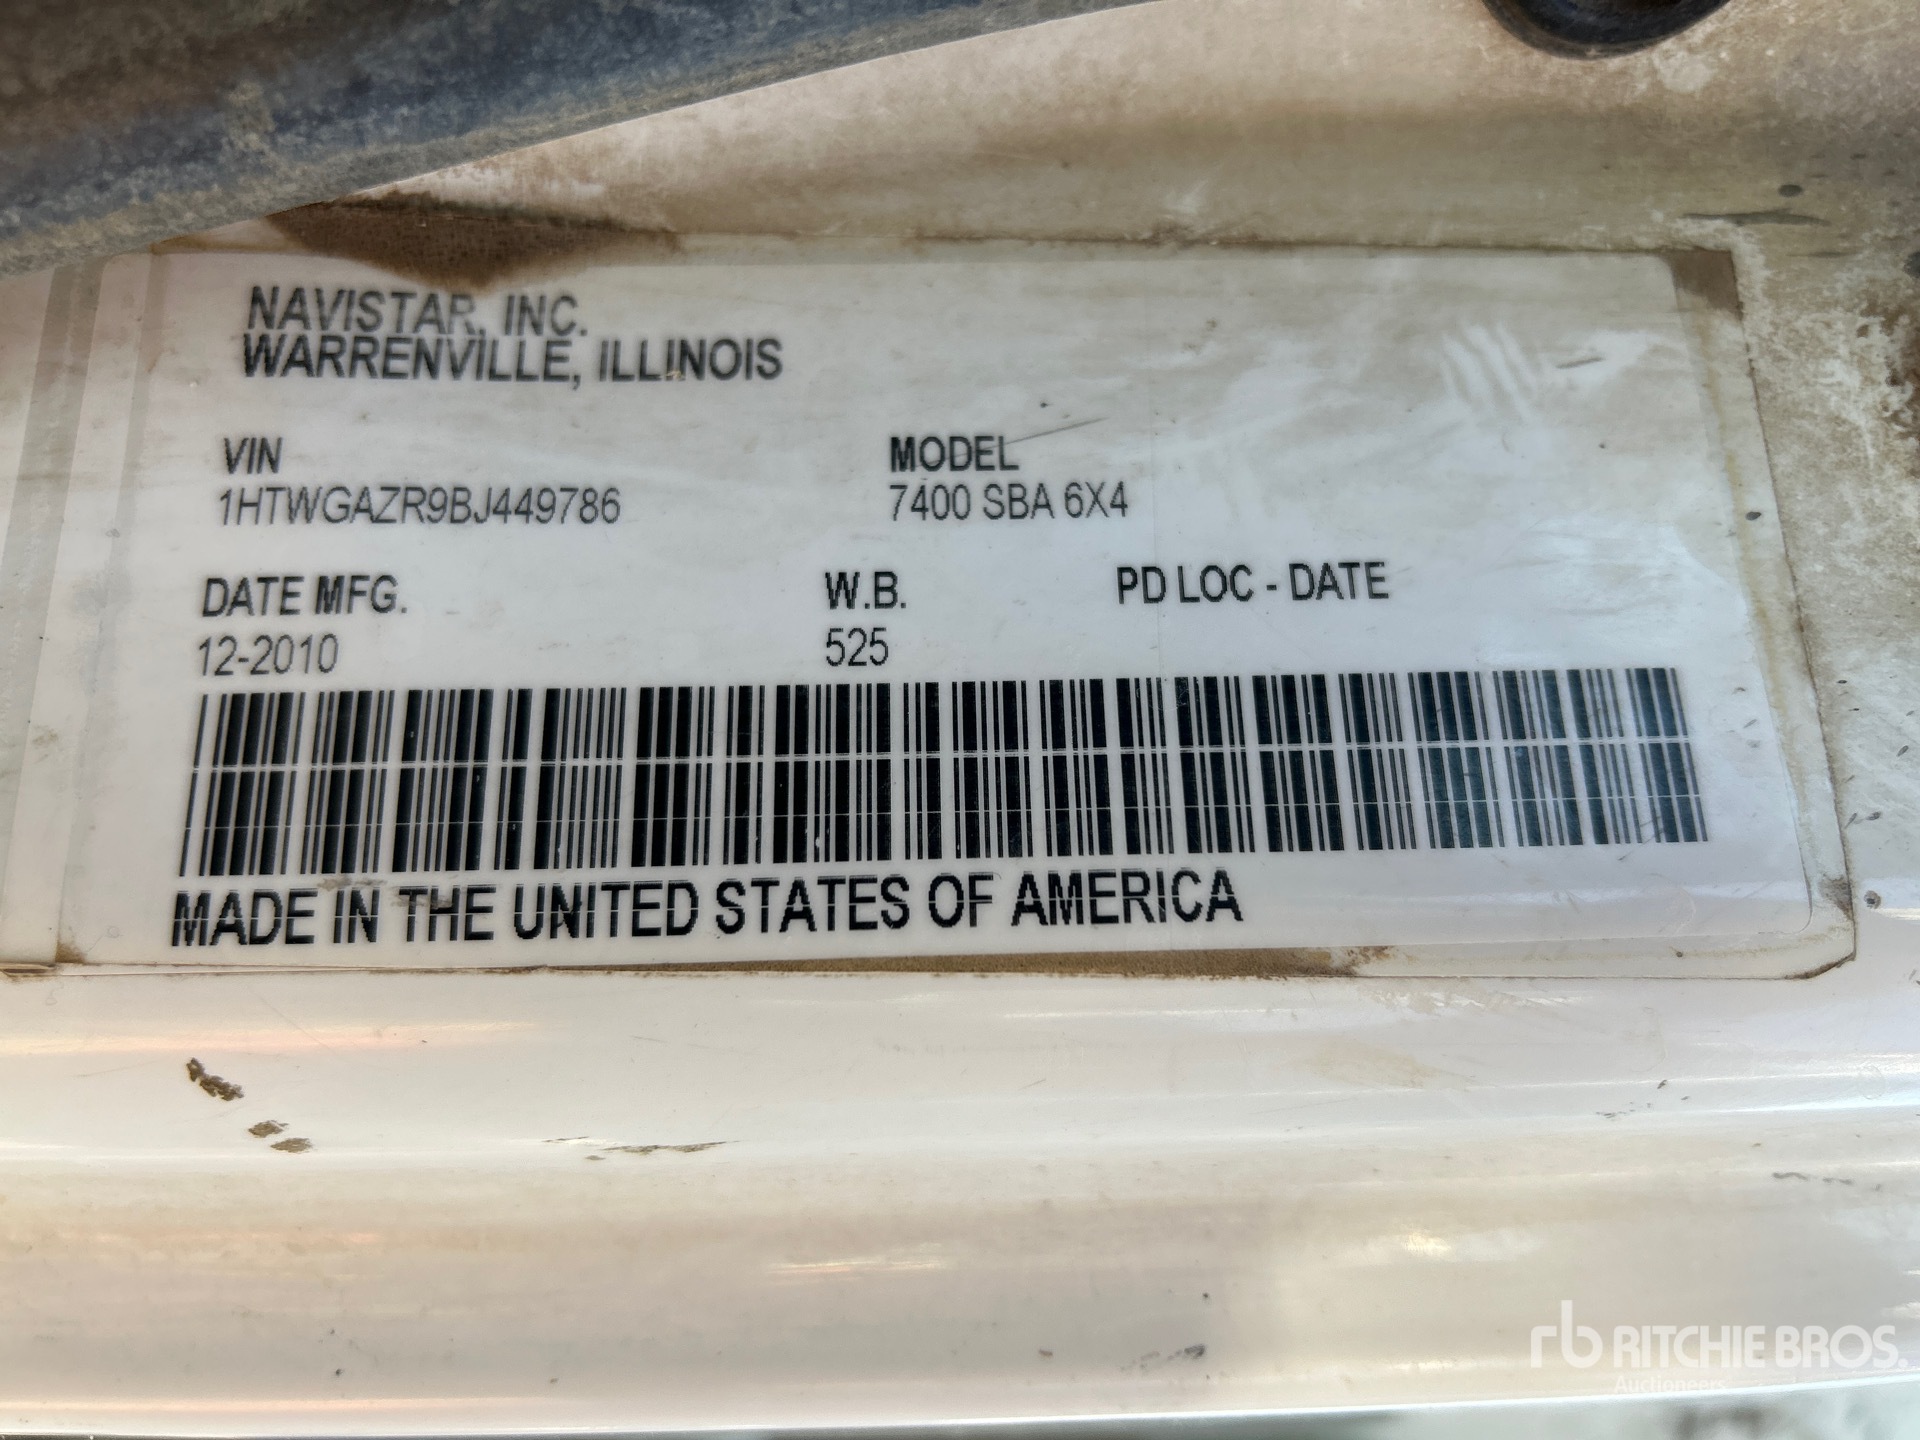 NAVISTAR, INC.
WARRENVILLE, ILLINOIS
VIN MODEL
1HTWGAZR9BJ449786 7400 SBA 6X4
DATE MFG. W.B. PD LOC - DATE
12-2010 525
MADE IN THE UNITED STATES OF AMERICA
rb RITCHIE BROS.
Auctioneers